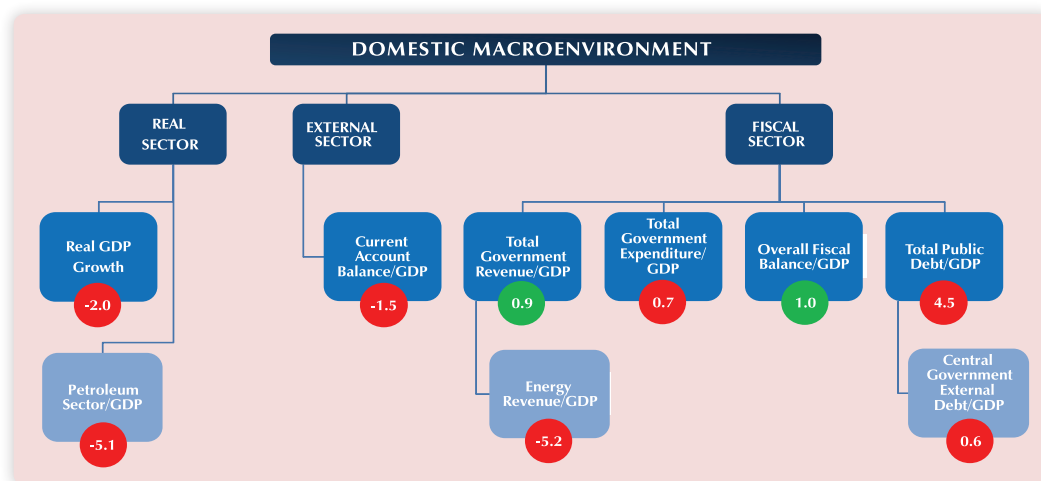 DOMESTIC MACROENVIRONMENT
REAL
SECTOR
EXTERNAL
SECTOR
FISCAL
SECTOR
Real GDP
Growth
-2.0
Current
Account
Balance/GDP
-1.5
Total
Government
Revenue/GDP
0.9
Total
Government
Expenditure/
GDP
0.7
Overall Fiscal
Balance/GDP
1.0
Total Public
Debt/GDP
4.5
Petroleum
Sector/GDP
-5.1
Energy
Revenue/GDP
-5.2
Central
Government
External
Debt/GDP
0.6